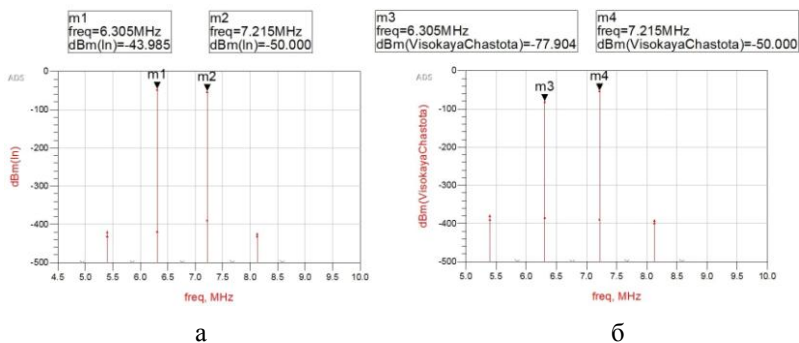 m1
freq=6.305MHz
dBm(In)=-43.985
m2
freq=7.215MHz
dBm(In)=-50.000
m3
freq=6.305MHz
dBm(VisokayaChastota)=-77.904
m4
freq=7.215MHz
dBm(VisokayaChastota)=-50.000
ADS
m1
m2
0
-100
-200
-300
-400
-500
dBm(In)
4.5 5.0 5.5 6.0 6.5 7.0 7.5 8.0 8.5 9.0 9.5 10.0
freq, MHz
ADS
m3
m4
0
-100
-200
-300
-400
-500
dBm(VisokayaChastota)
5.0 5.5 6.0 6.5 7.0 7.5 8.0 8.5 9.0 9.5 10.0
freq, MHz
а
б